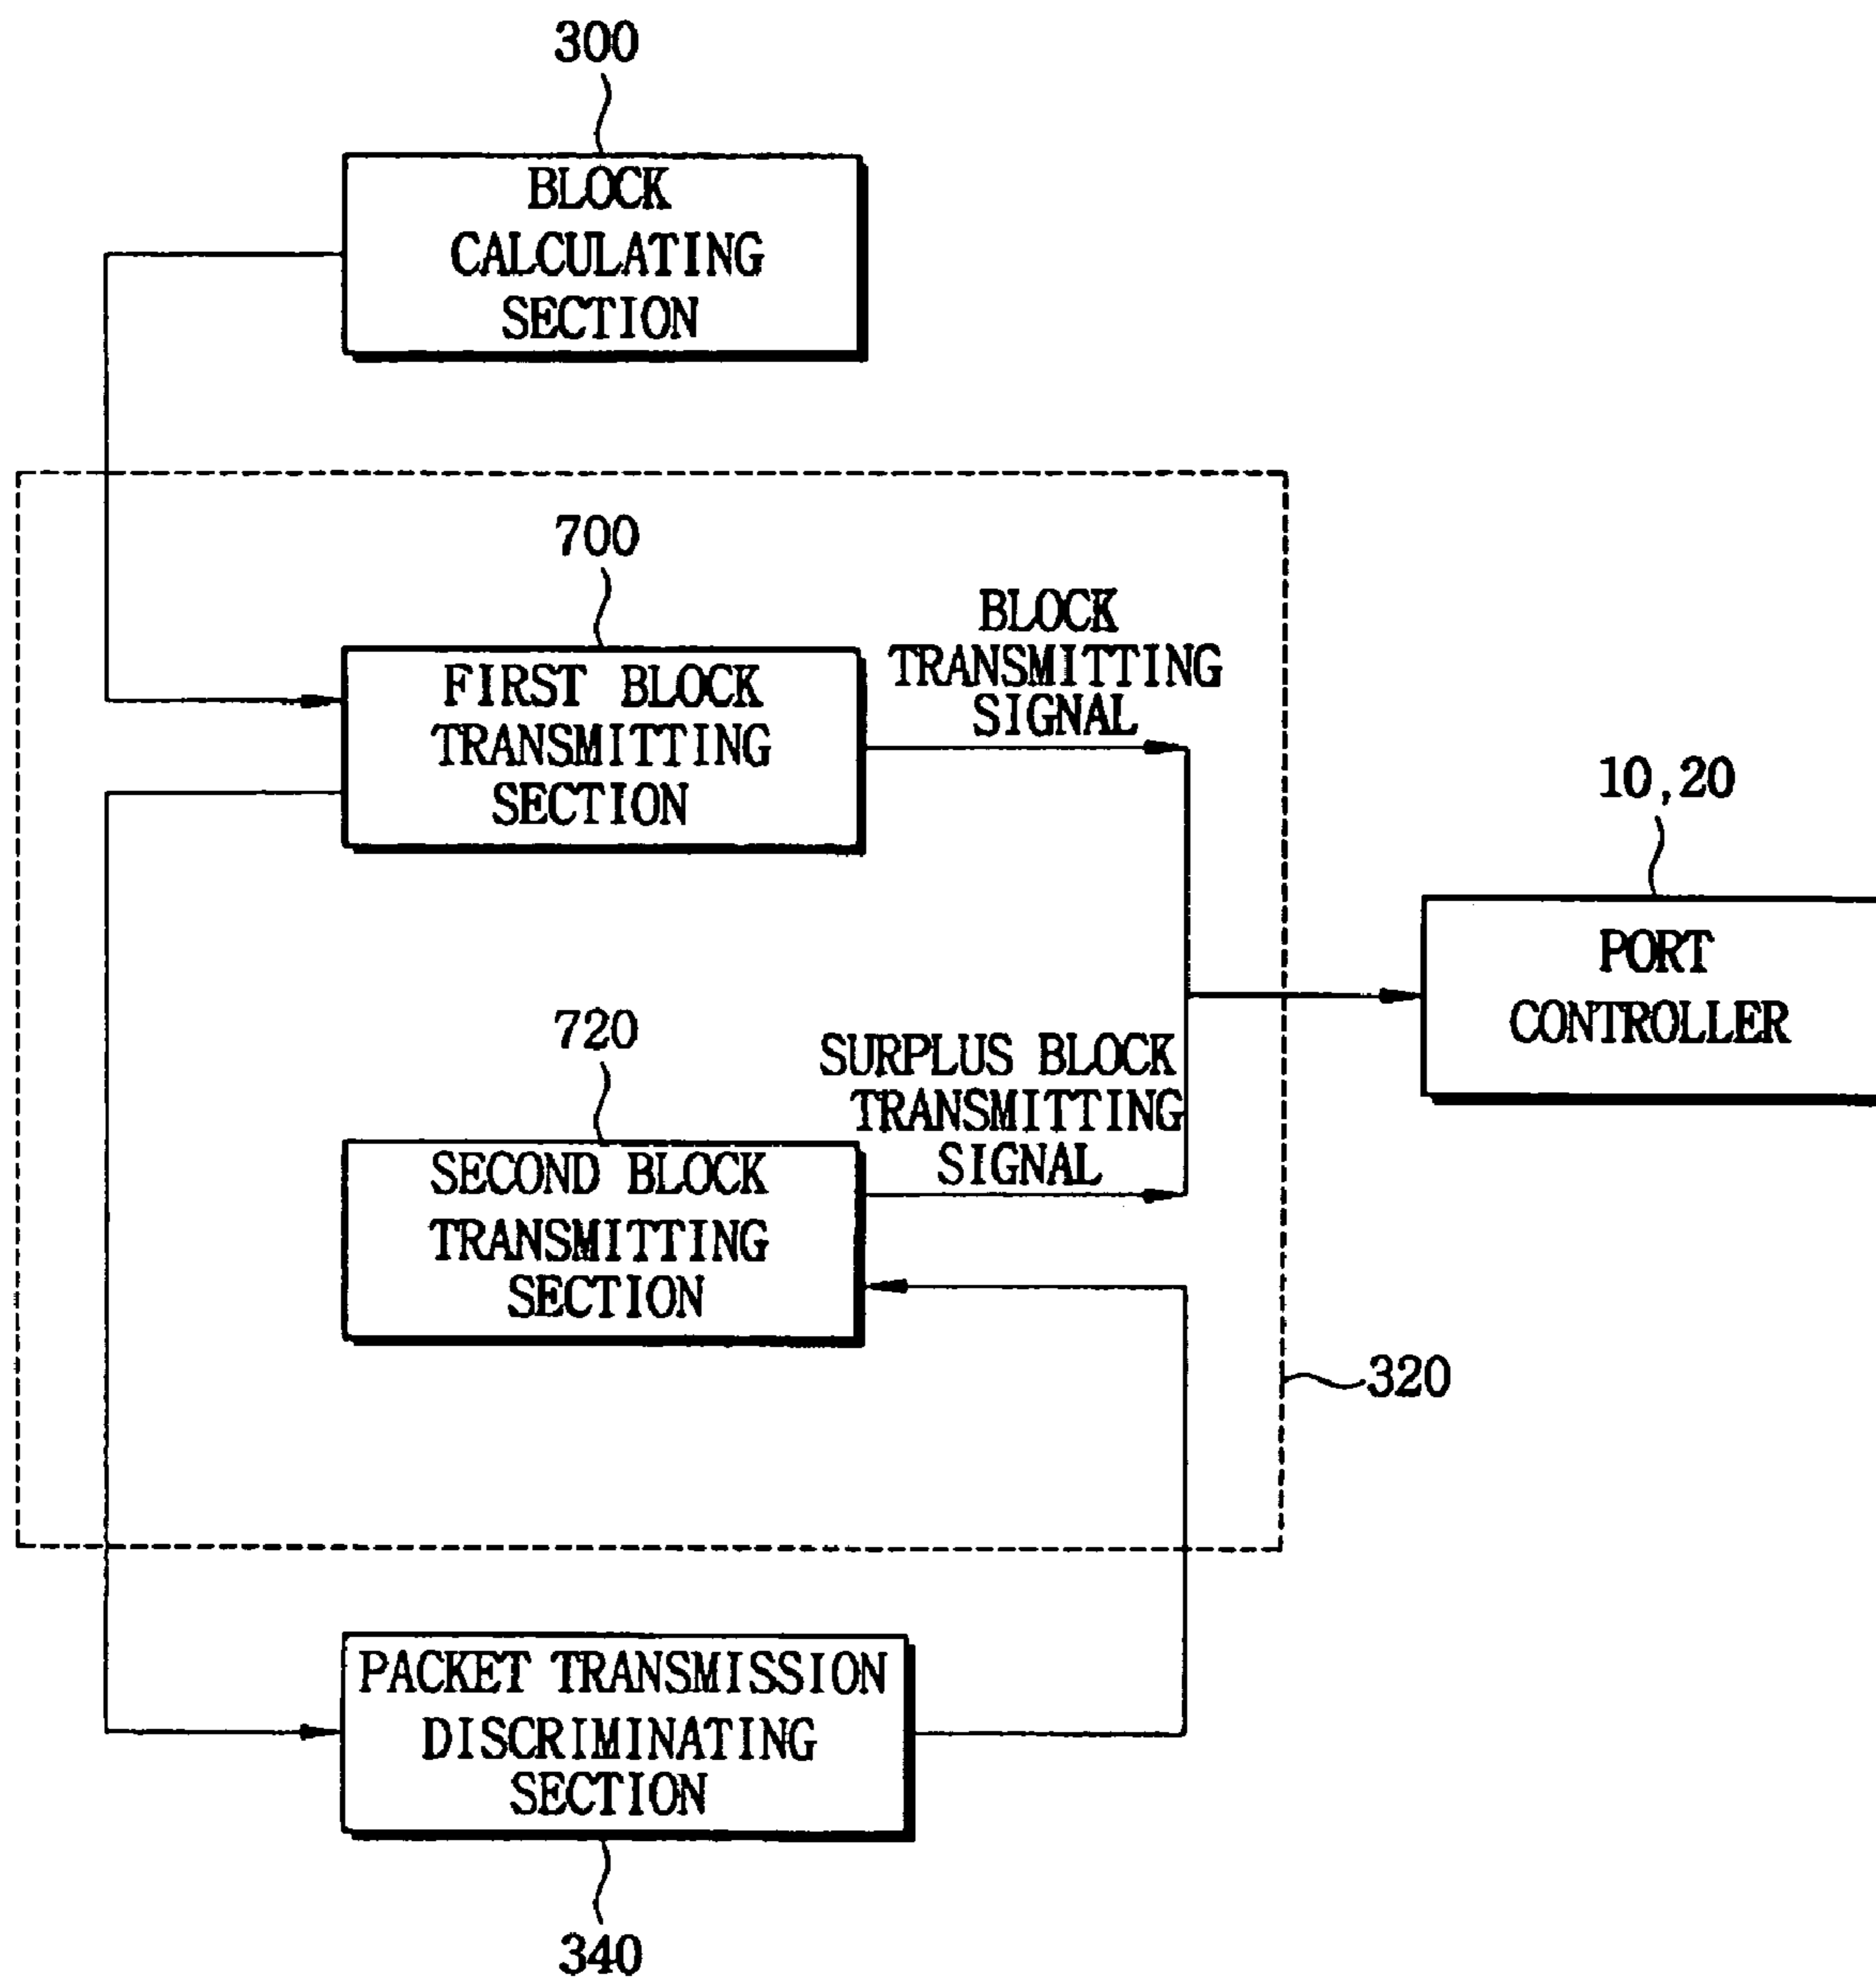 300
BLOCK
CALCULATING
SECTION
700
FIRST BLOCK
TRANSMITTING
SECTION
BLOCK
TRANSMITTING
SIGNAL
10,20
PORT
CONTROLLER
720
SECOND BLOCK
TRANSMITTING
SECTION
SURPLUS BLOCK
TRANSMITTING
SIGNAL
320
PACKET TRANSMISSION
DISCRIMINATING
SECTION
340